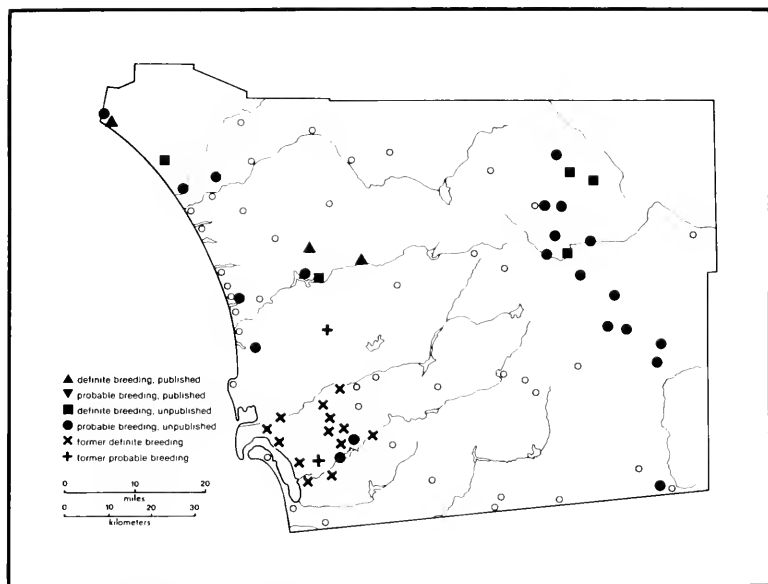 ▲ definite breeding, published
▼ probable breeding, published
■ definite breeding, unpublished
● probable breeding, unpublished
× former definite breeding
+ former probable breeding
0 10 20
miles
0 10 20 30
kilometers